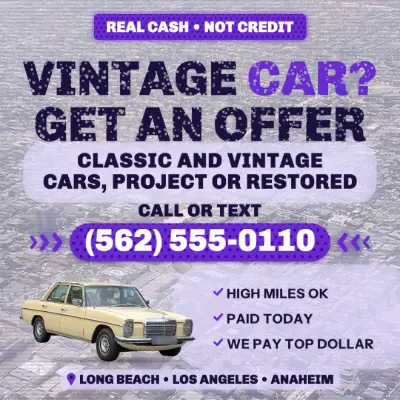 REAL CASH • NOT CREDIT
VINTAGE CAR?
GET AN OFFER
CLASSIC AND VINTAGE
CARS, PROJECT OR RESTORED
CALL OR TEXT
(562) 555-0110
HIGH MILES OK
PAID TODAY
WE PAY TOP DOLLAR
LONG BEACH • LOS ANGELES • ANAHEIM